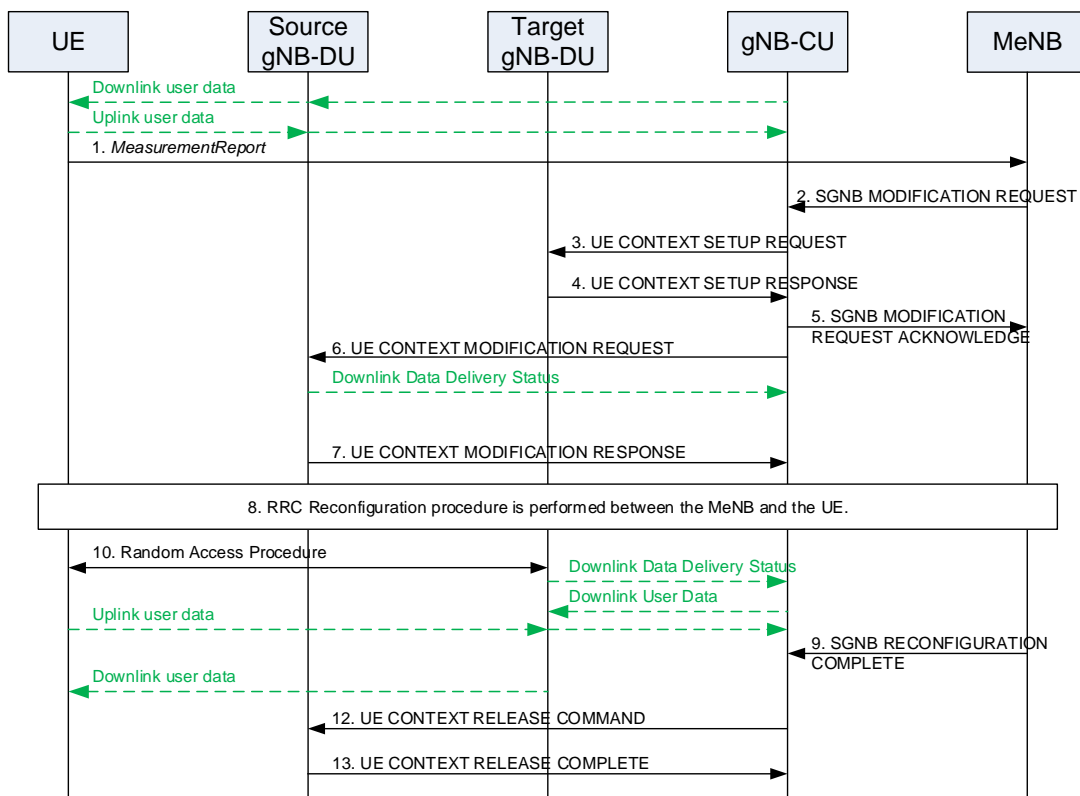 UE
Source
gNB-DU
Target
gNB-DU
gNB-CU
MeNB
Downlink user data
Uplink user data
1. MeasurementReport
2. SGNB MODIFICATION REQUEST
3. UE CONTEXT SETUP REQUEST
4. UE CONTEXT SETUP RESPONSE
5. SGNB MODIFICATION
REQUEST ACKNOWLEDGE
6. UE CONTEXT MODIFICATION REQUEST
Downlink Data Delivery Status
7. UE CONTEXT MODIFICATION RESPONSE
8. RRC Reconfiguration procedure is performed between the MeNB and the UE.
10. Random Access Procedure
Downlink Data Delivery Status
Downlink User Data
Uplink user data
9. SGNB RECONFIGURATION
COMPLETE
Downlink user data
12. UE CONTEXT RELEASE COMMAND
13. UE CONTEXT RELEASE COMPLETE